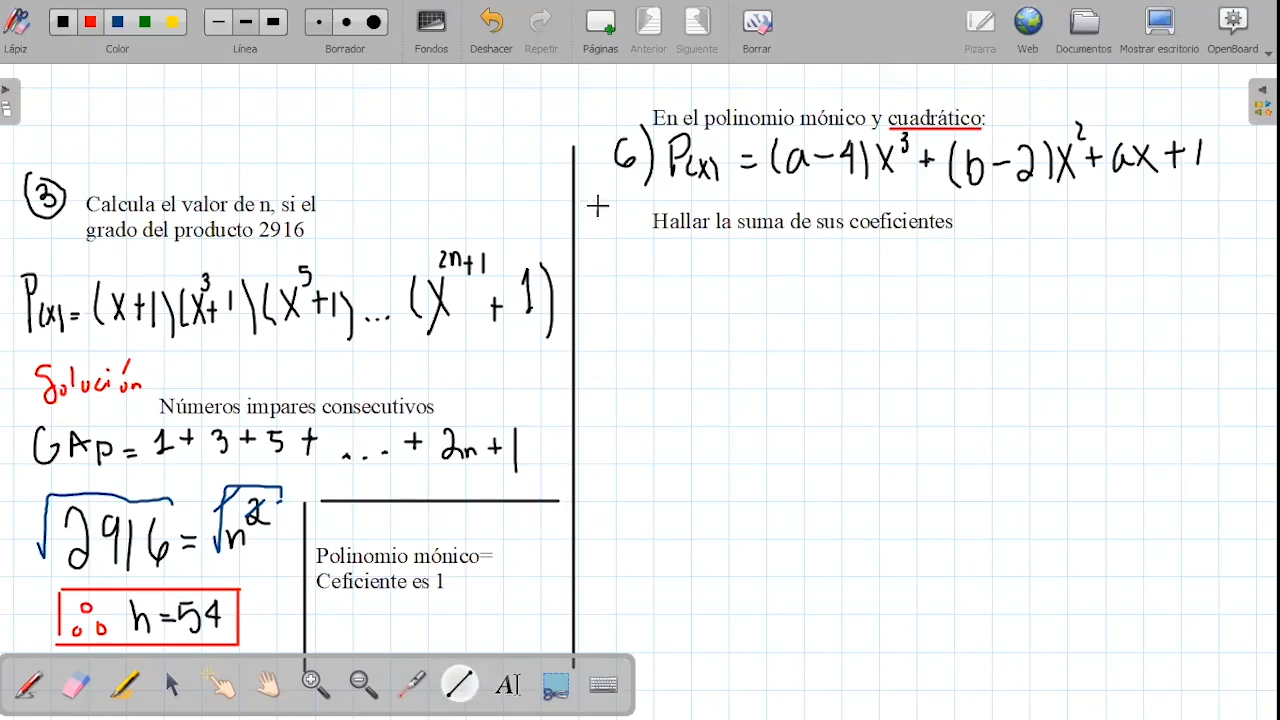 Lápiz
Color
Línea
Borrador
Fondos
Deshacer
Repetir
Páginas
Anterior
Siguiente
Borrar
Pizarra
Web
Documentos
Mostrar escritorio
OpenBoard
3
Calcula el valor de n, si el
grado del producto 2916
P(x) = (x+1)(x³+1)(x⁵+1)...(x²ⁿ⁺¹ + 1)
Solución
Números impares consecutivos
GAP = 1 + 3 + 5 + ... + 2n + 1
√2916 = √n²
∴ n = 54
Polinomio mónico=
Ceficiente es 1
En el polinomio mónico y cuadrático:
6) P(x) = (a-4)x³ + (b-2)x² + ax + 1
Hallar la suma de sus coeficientes
AI